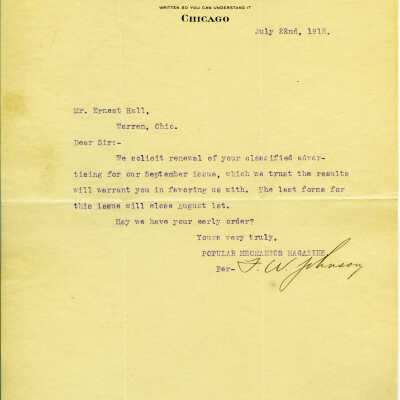 WRITTEN SO YOU CAN UNDERSTAND IT
CHICAGO
July 22nd, 1912.
Mr. Ernest Hall,
Warren, Ohio.
Dear Sir:-
We solicit renewal of your classified adver-
tising for our September issue, which we trust the results
will warrant you in favoring us with. The last forms for
this issue will close August 1st.
May we have your early order?
Yours very truly,
POPULAR MECHANICS MAGAZINE
Per- F. W. Johnson